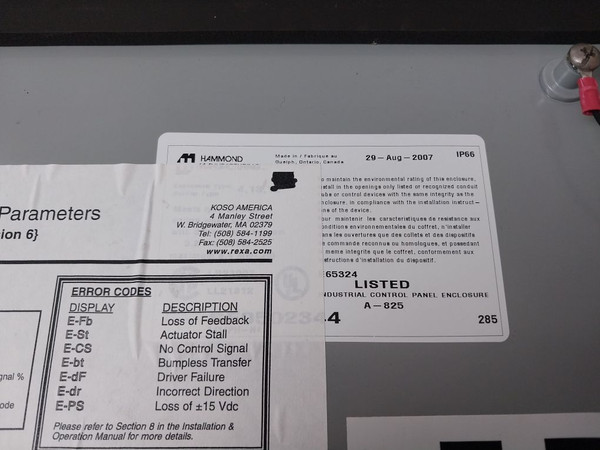 HAMMOND
Made in / Fabrique au
Guelph, Ontario, Canada
29-Aug-2007
IP66
o maintain the environmental rating of this enclosure,
stall in the openings only listed or recognized conduit
ube or control devices with the same integrity as the
nclosure, in compliance with the installation instruct-
ns of the device.
our maintenir les caracteristiques de resistance aux
onditions environnementales du coffret, n'installer
ans les ouvertures que des collets et des dispositifs
commande reconnus ou homologues, et possedant
meme integrite que le coffret, conformement aux
structions d'installation du dispositif.
65324
LISTED
NDUSTRIAL CONTROL PANEL ENCLOSURE
A-825
4
285
KOSO AMERICA
4 Manley Street
W. Bridgewater, MA 02379
Tel: (508) 584-1199
Fax: (508) 584-2525
www.rexa.com
Parameters
sion 6}
ERROR CODES
DISPLAY DESCRIPTION
E-Fb Loss of Feedback
E-St Actuator Stall
E-CS No Control Signal
E-bt Bumpless Transfer
E-dF Driver Failure
E-dr Incorrect Direction
E-PS Loss of ±15 Vdc
Please refer to Section 8 in the Installation &
Operation Manual for more details.
gnal %
ode